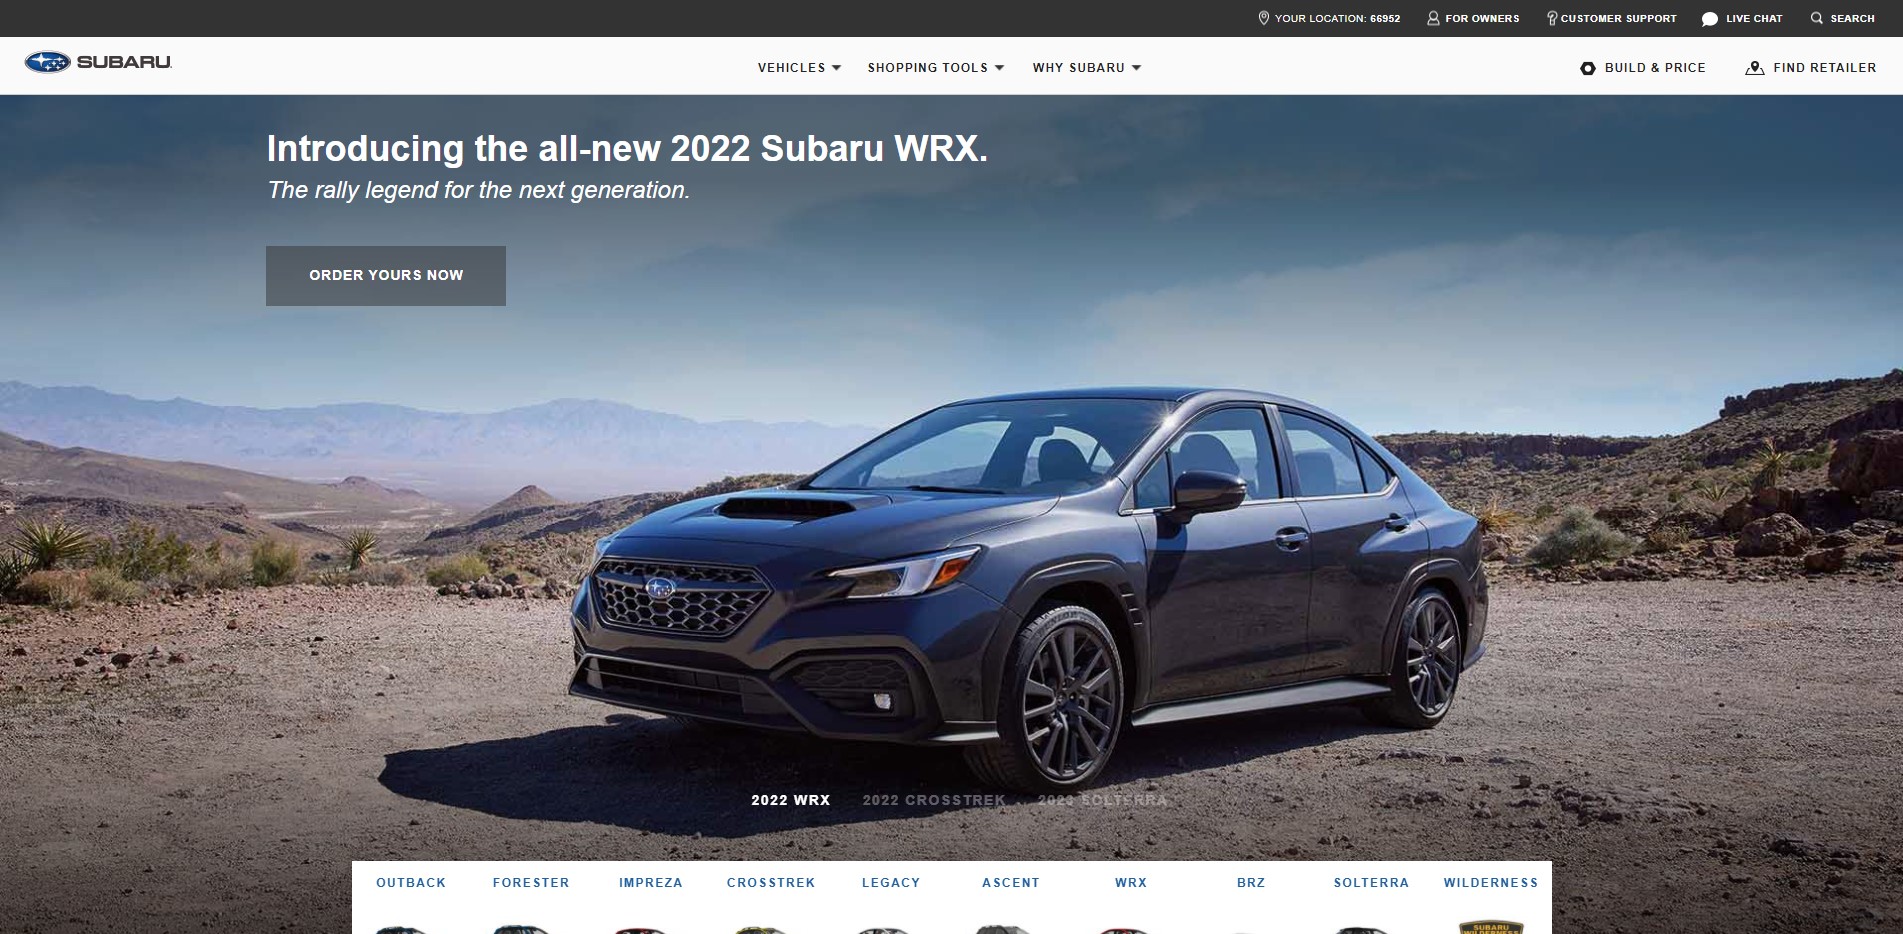 YOUR LOCATION: 66952
FOR OWNERS
CUSTOMER SUPPORT
LIVE CHAT
SEARCH
SUBARU
VEHICLES
SHOPPING TOOLS
WHY SUBARU
BUILD & PRICE
FIND RETAILER
Introducing the all-new 2022 Subaru WRX.
The rally legend for the next generation.
ORDER YOURS NOW
2022 WRX
2022 CROSSTREK
2023 SOLTERRA
OUTBACK
FORESTER
IMPREZA
CROSSTREK
LEGACY
ASCENT
WRX
BRZ
SOLTERRA
WILDERNESS
SUBARU
WILDERNESS